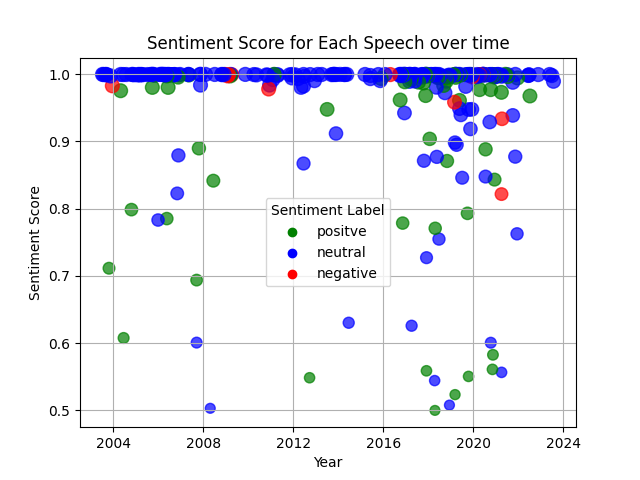 Sentiment Score for Each Speech over time
1.0
0.9
0.8
0.7
0.6
0.5
Sentiment Score
Sentiment Label
positve
neutral
negative
2004 2008 2012 2016 2020 2024
Year